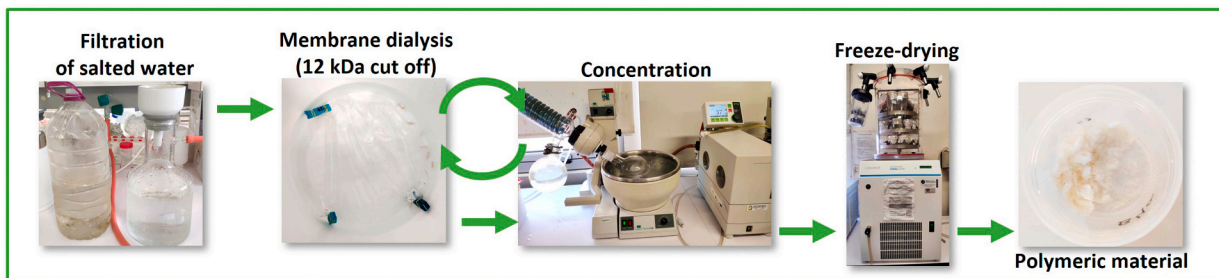 Filtration
of salted water
Membrane dialysis
(12 kDa cut off)
Concentration
Freeze-drying
Polymeric material